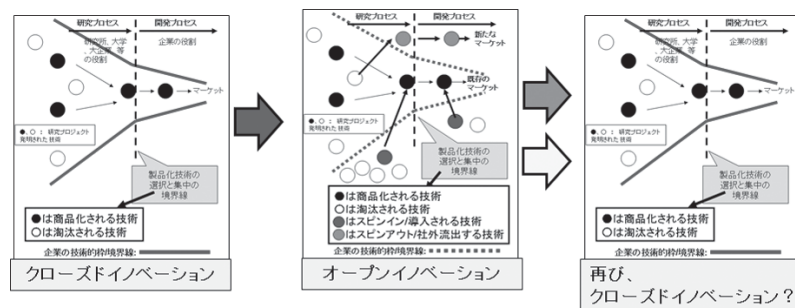 研究プロセス
開発プロセス
研究所、大学
、大企業、等
の役割
企業の役割
マーケット
●、○： 研究プロジェクト
発明された技術
製品化技術の
選択と集中の
境界線
●は商品化される技術
○は淘汰される技術
企業の技術的枠/境界線：
クローズドイノベーション
研究プロセス
開発プロセス
新たな
マーケット
既存の
マーケット
●、○： 研究プロジェクト
発明された技術
製品化技術の
選択と集中の
境界線
●は商品化される技術
○は淘汰される技術
●はスピンイン/導入される技術
●はスピンアウト/社外流出する技術
企業の技術的枠/境界線：
オープンイノベーション
研究プロセス
開発プロセス
研究所、大学
、大企業、等
の役割
企業の役割
マーケット
●、○： 研究プロジェクト
発明された技術
製品化技術の
選択と集中の
境界線
●は商品化される技術
○は淘汰される技術
企業の技術的枠/境界線：
再び、
クローズドイノベーション？